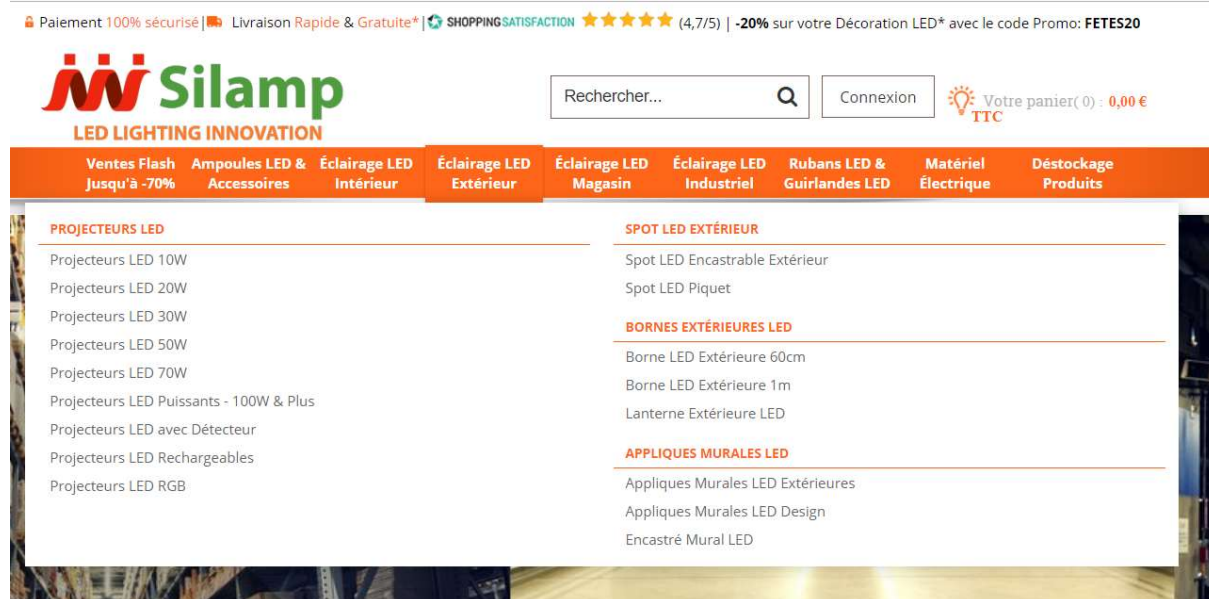 Paiement 100% sécurisé | Livraison Rapide & Gratuite* | SHOPPING SATISFACTION (4,7/5) | -20% sur votre Décoration LED* avec le code Promo: FETES20
Silamp
LED LIGHTING INNOVATION
Rechercher...
Connexion
Votre panier( 0) : 0,00 €
TTC
Ventes Flash
Jusqu'à -70%
Ampoules LED &
Accessoires
Éclairage LED
Intérieur
Éclairage LED
Extérieur
Éclairage LED
Magasin
Éclairage LED
Industriel
Rubans LED &
Guirlandes LED
Matériel
Électrique
Déstockage
Produits
PROJECTEURS LED
Projecteurs LED 10W
Projecteurs LED 20W
Projecteurs LED 30W
Projecteurs LED 50W
Projecteurs LED 70W
Projecteurs LED Puissants - 100W & Plus
Projecteurs LED avec Détecteur
Projecteurs LED Rechargeables
Projecteurs LED RGB
SPOT LED EXTÉRIEUR
Spot LED Encastrable Extérieur
Spot LED Piquet
BORNES EXTÉRIEURES LED
Borne LED Extérieure 60cm
Borne LED Extérieure 1m
Lanterne Extérieure LED
APPLIQUES MURALES LED
Appliques Murales LED Extérieures
Appliques Murales LED Design
Encastré Mural LED